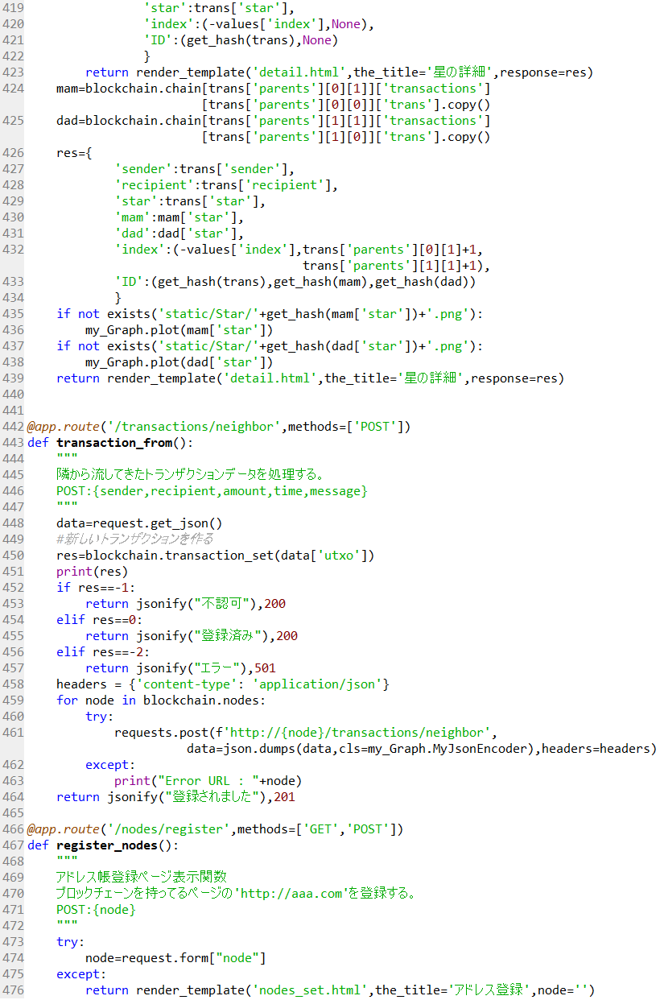 419                 'star':trans['star'],
420                 'index':(-values['index'],None),
421                 'ID':(get_hash(trans),None)
422                 }
423         return render_template('detail.html',the_title='星の詳細',response=res)
424     mam=blockchain.chain[trans['parents'][0][1]]['transactions']
                        [trans['parents'][0][0]]['trans'].copy()
425     dad=blockchain.chain[trans['parents'][1][1]]['transactions']
                        [trans['parents'][1][0]]['trans'].copy()
426     res={
427             'sender':trans['sender'],
428             'recipient':trans['recipient'],
429             'star':trans['star'],
430             'mam':mam['star'],
431             'dad':dad['star'],
432             'index':(-values['index'],trans['parents'][0][1]+1,
                                      trans['parents'][1][1]+1),
433             'ID':(get_hash(trans),get_hash(mam),get_hash(dad))
434             }
435     if not exists('static/Star/'+get_hash(mam['star'])+'.png'):
436         my_Graph.plot(mam['star'])
437     if not exists('static/Star/'+get_hash(dad['star'])+'.png'):
438         my_Graph.plot(dad['star'])
439     return render_template('detail.html',the_title='星の詳細',response=res)
440
441
442 @app.route('/transactions/neighbor',methods=['POST'])
443 def transaction_from():
444     """
445     隣から流してきたトランザクションデータを処理する。
446     POST:{sender,recipient,amount,time,message}
447     """
448     data=request.get_json()
449     #新しいトランザクションを作る
450     res=blockchain.transaction_set(data['utxo'])
451     print(res)
452     if res==-1:
453         return jsonify("不認可"),200
454     elif res==0:
455         return jsonify("登録済み"),200
456     elif res==-2:
457         return jsonify("エラー"),501
458     headers = {'content-type': 'application/json'}
459     for node in blockchain.nodes:
460         try:
461             requests.post(f'http://{node}/transactions/neighbor',
                      data=json.dumps(data,cls=my_Graph.MyJsonEncoder),headers=headers)
462         except:
463             print("Error URL : "+node)
464     return jsonify("登録されました"),201
465
466 @app.route('/nodes/register',methods=['GET','POST'])
467 def register_nodes():
468     """
469     アドレス帳登録ページ表示関数
470     ブロックチェーンを持ってるページの'http://aaa.com'を登録する。
471     POST:{node}
472     """
473     try:
474         node=request.form["node"]
475     except:
476         return render_template('nodes_set.html',the_title='アドレス登録',node='')